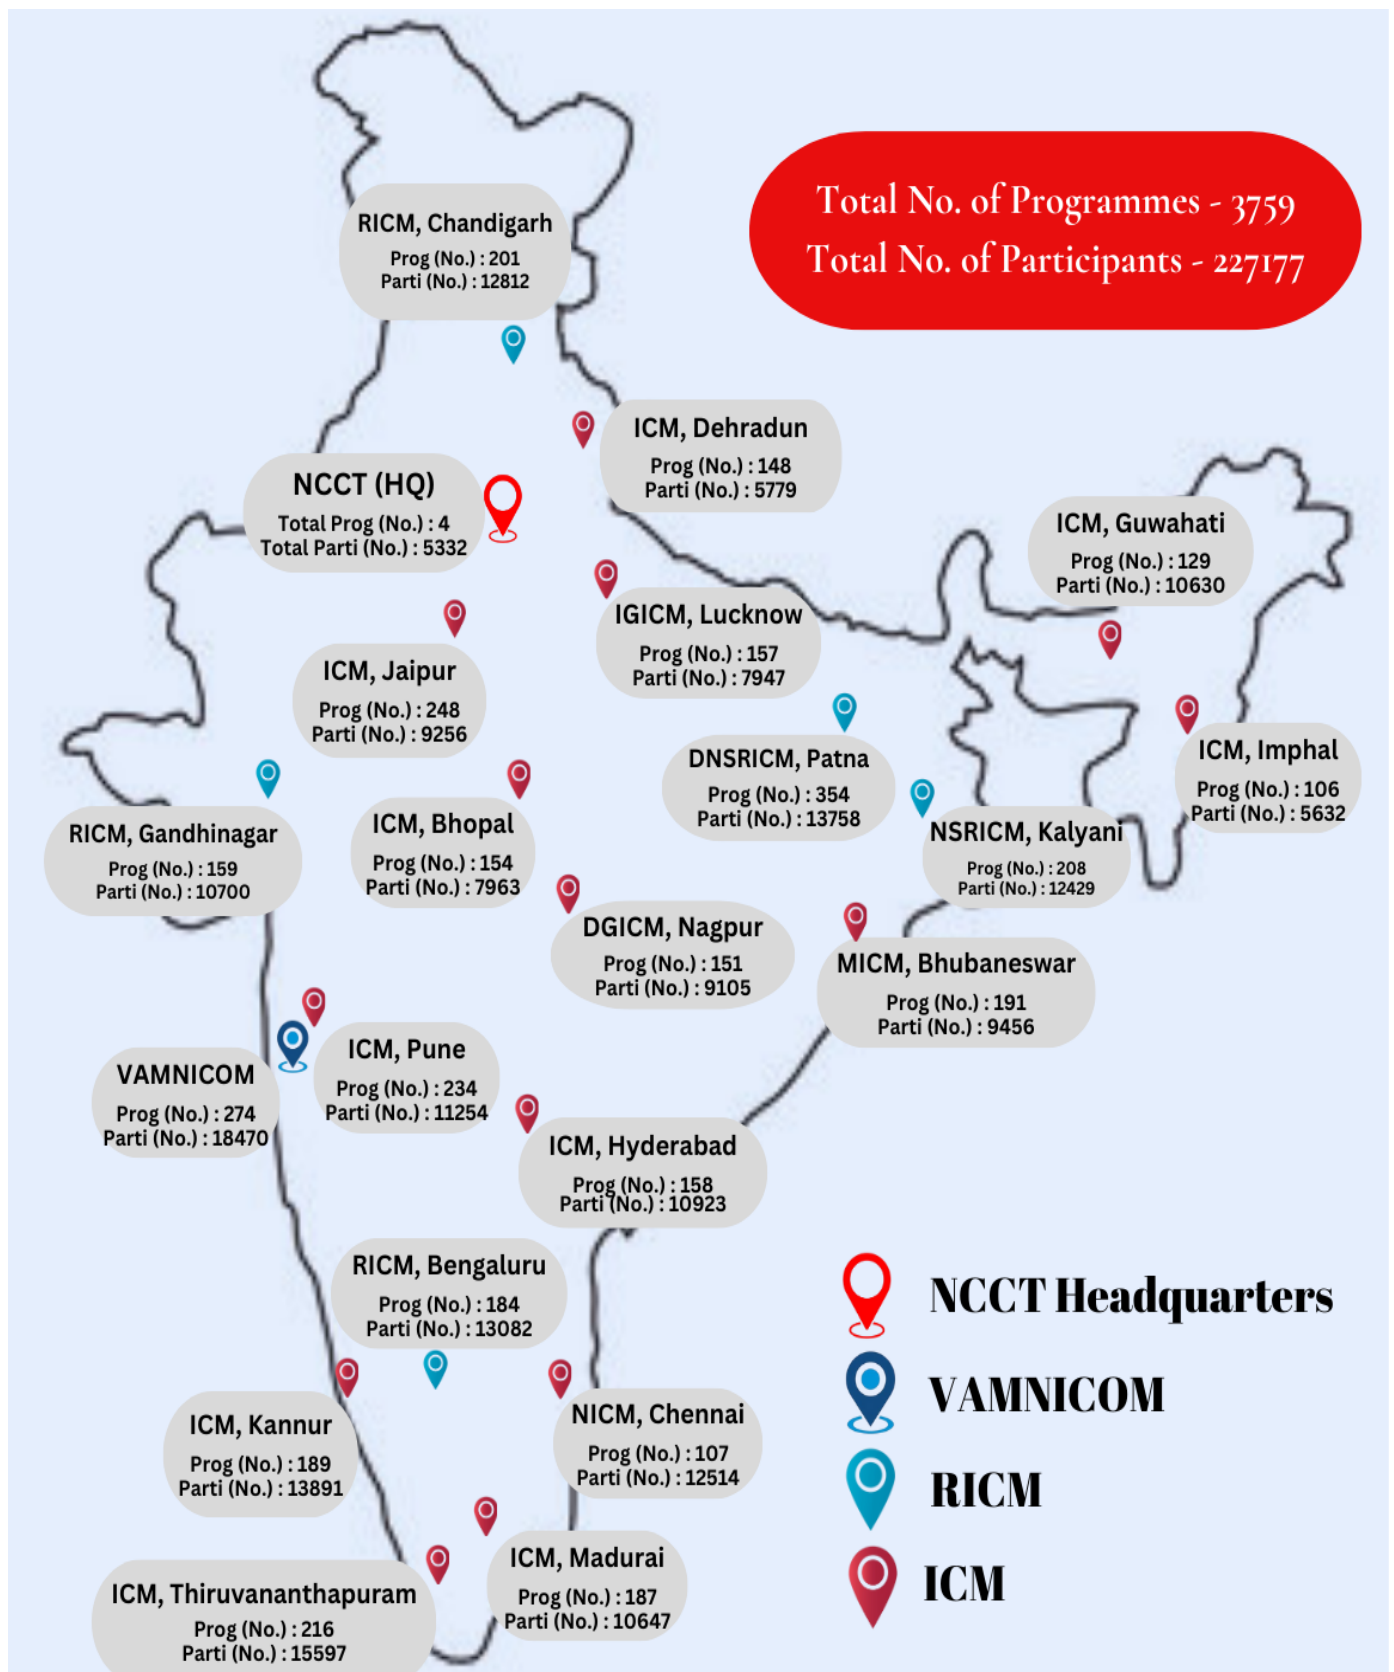 Total No. of Programmes - 3759
Total No. of Participants - 227177
RICM, Chandigarh
Prog (No.) : 201
Parti (No.) : 12812
ICM, Dehradun
Prog (No.) : 148
Parti (No.) : 5779
NCCT (HQ)
Total Prog (No.) : 4
Total Parti (No.) : 5332
ICM, Guwahati
Prog (No.) : 129
Parti (No.) : 10630
IGICM, Lucknow
Prog (No.) : 157
Parti (No.) : 7947
ICM, Jaipur
Prog (No.) : 248
Parti (No.) : 9256
DNSRICM, Patna
Prog (No.) : 354
Parti (No.) : 13758
ICM, Imphal
Prog (No.) : 106
Parti (No.) : 5632
RICM, Gandhinagar
Prog (No.) : 159
Parti (No.) : 10700
ICM, Bhopal
Prog (No.) : 154
Parti (No.) : 7963
NSRICM, Kalyani
Prog (No.) : 208
Parti (No.) : 12429
DGICM, Nagpur
Prog (No.) : 151
Parti (No.) : 9105
MICM, Bhubaneswar
Prog (No.) : 191
Parti (No.) : 9456
VAMNICOM
Prog (No.) : 274
Parti (No.) : 18470
ICM, Pune
Prog (No.) : 234
Parti (No.) : 11254
ICM, Hyderabad
Prog (No.) : 158
Parti (No.) : 10923
RICM, Bengaluru
Prog (No.) : 184
Parti (No.) : 13082
ICM, Kannur
Prog (No.) : 189
Parti (No.) : 13891
NICM, Chennai
Prog (No.) : 107
Parti (No.) : 12514
ICM, Madurai
Prog (No.) : 187
Parti (No.) : 10647
ICM, Thiruvananthapuram
Prog (No.) : 216
Parti (No.) : 15597
NCCT Headquarters
VAMNICOM
RICM
ICM